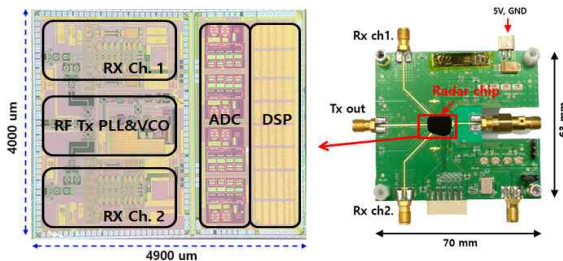 RX Ch. 1
RF Tx PLL&VCO
RX Ch. 2
ADC
DSP
4000 um
4900 um
Rx ch1.
5V, GND
Radar chip
Tx out
Rx ch2.
63 mm
70 mm